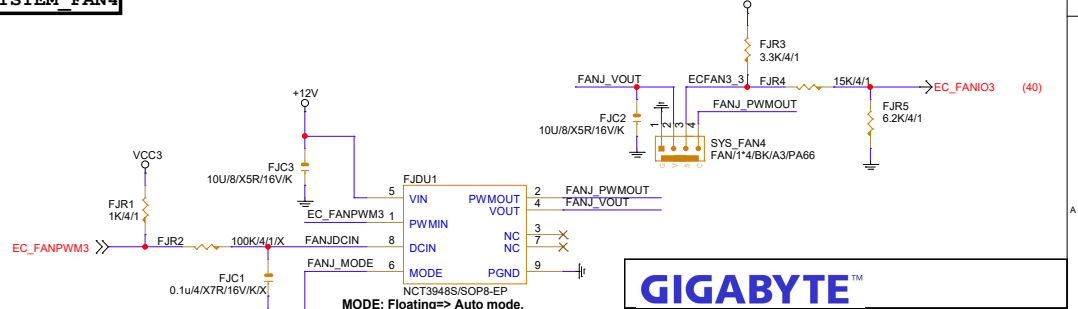 YSTEM_FAN4
FJR3
3.3K/4/1
FANJ_VOUT
ECFAN3_3
FJR4
15K/4/1
EC_FANIO3
(40)
+12V
FANJ_PWMOUT
FJR5
6.2K/4/1
FJC2
10U/8/X5R/16V/K
1
2
3
4
SYS_FAN4
FAN/1*4/BK/A3/PA66
G
V
S
C
VCC3
FJC3
10U/8/X5R/16V/K
FJDU1
FJR1
1K/4/1
5
VIN
PWMOUT
2
FANJ_PWMOUT
VOUT
4
FANJ_VOUT
EC_FANPWM3
1
PWMIN
NC
3
EC_FANPWM3
FJR2
100K/4/1/X
FANJDCIN
8
DCIN
NC
7
FANJ_MODE
6
MODE
PGND
9
FJC1
0.1u/4/X7R/16V/K/X
NCT3948S/SOP8-EP
MODE: Floating=> Auto mode.
GIGABYTE™
A